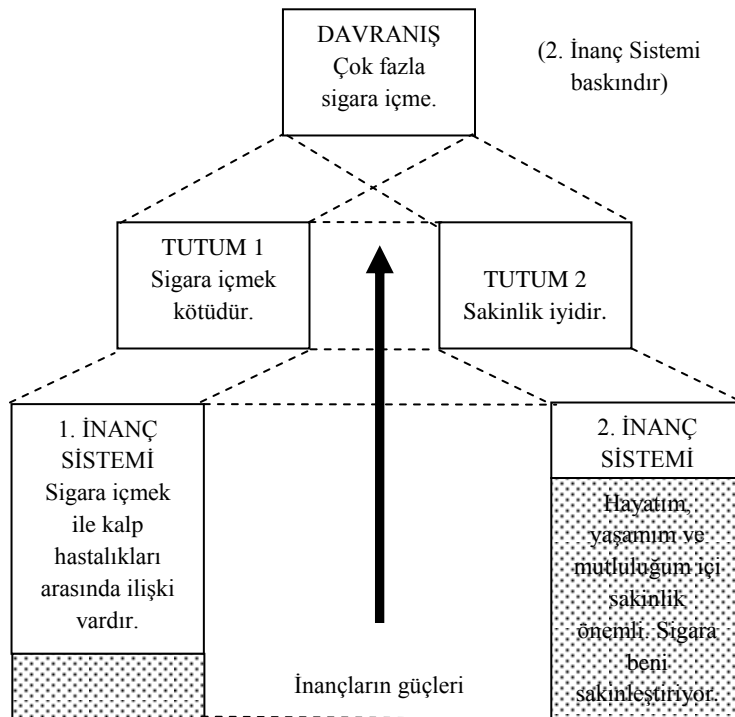 DAVRANIŞ
Çok fazla
sigara içme.
(2. İnanç Sistemi
baskındır)
TUTUM 1
Sigara içmek
kötüdür.
TUTUM 2
Sakinlik iyidir.
1. İNANÇ
SİSTEMİ
Sigara içmek
ile kalp
hastalıkları
arasında ilişki
vardır.
2. İNANÇ
SİSTEMİ
Hayatım,
yaşamım ve
mutluluğum içi
sakinlik
önemli. Sigara
beni
sakinleştiriyor.
İnançların güçleri